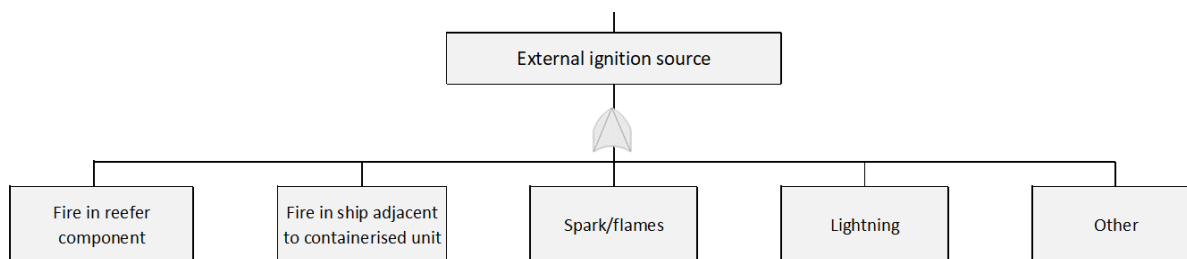 External ignition source
Fire in reefer
component
Fire in ship adjacent
to containerised unit
Spark/flames
Lightning
Other